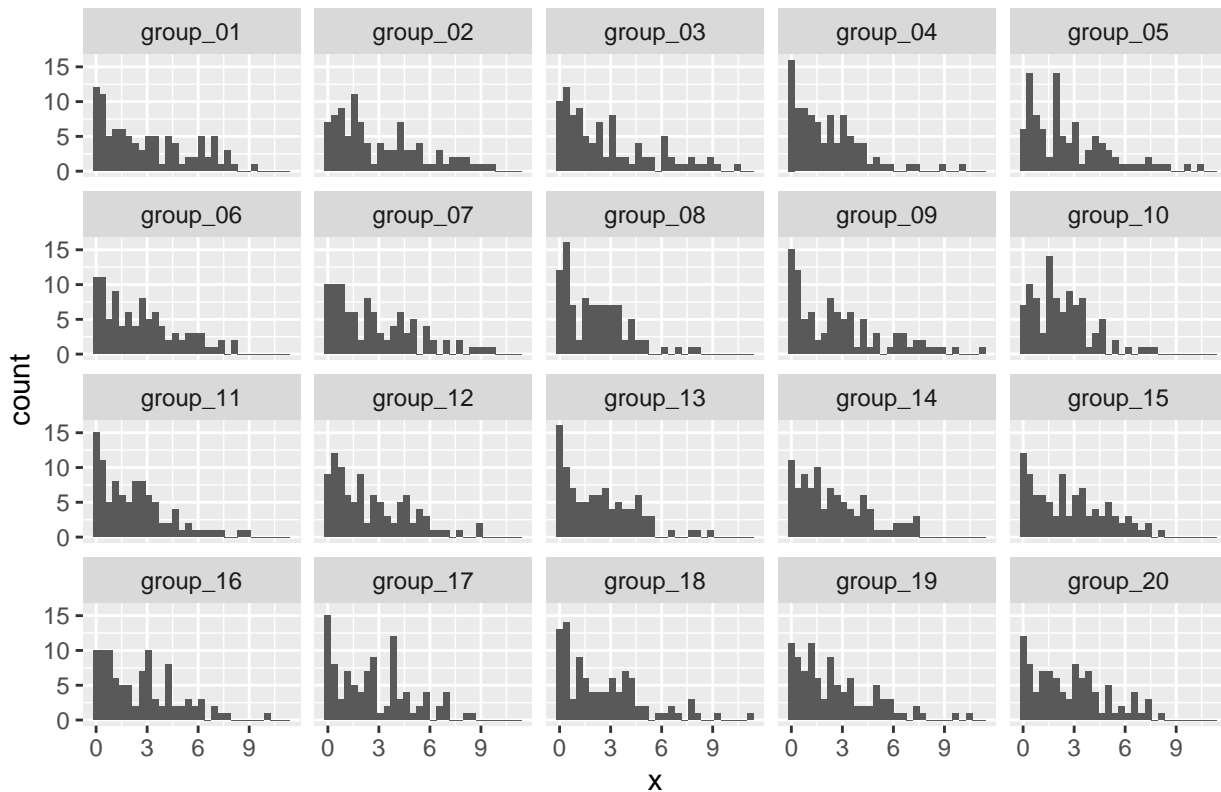 group_01 group_02 group_03 group_04 group_05
15
10
5
0
group_06 group_07 group_08 group_09 group_10
15
10
5
0
group_11 group_12 group_13 group_14 group_15
15
10
5
0
group_16 group_17 group_18 group_19 group_20
15
10
5
0
0 3 6 9 0 3 6 9 0 3 6 9 0 3 6 9 0 3 6 9
x
count